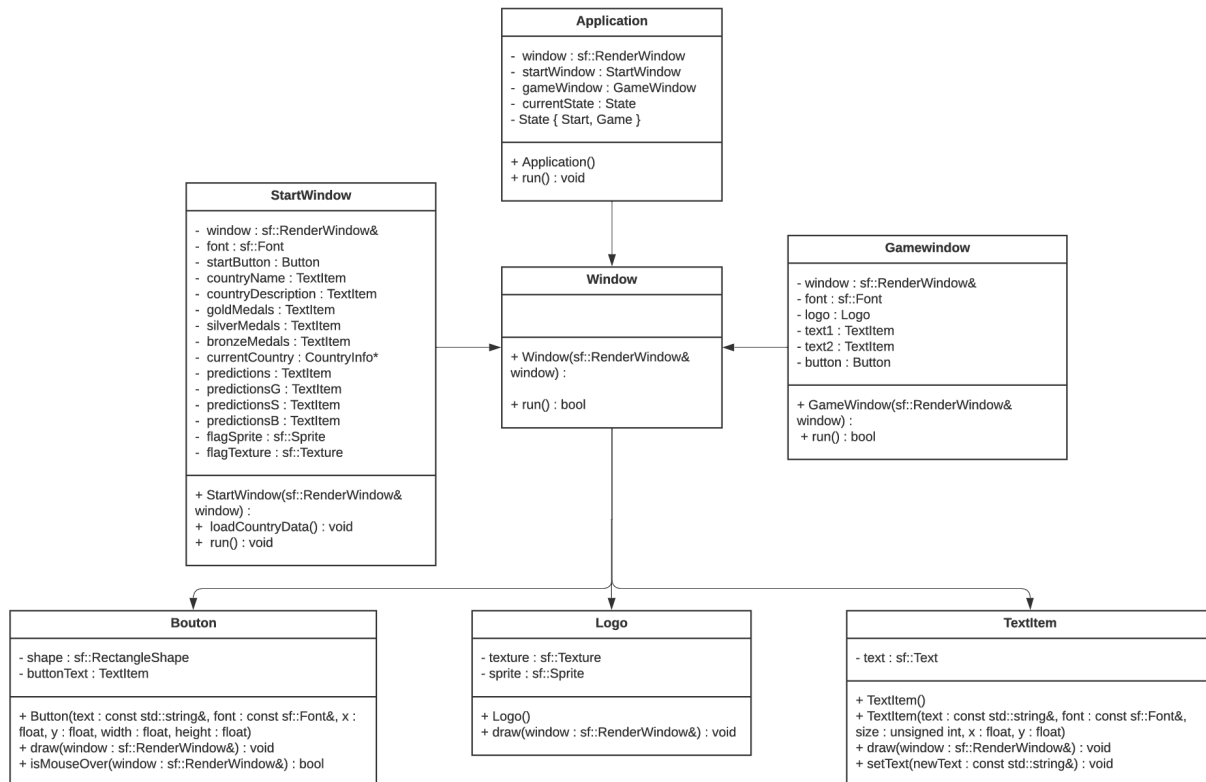 Application
- window : sf::RenderWindow
- startWindow : StartWindow
- gameWindow : GameWindow
- currentState : State
- State { Start, Game }
+ Application()
+ run() : void
StartWindow
- window : sf::RenderWindow&
- font : sf::Font
- startButton : Button
- countryName : TextItem
- countryDescription : TextItem
- goldMedals : TextItem
- silverMedals : TextItem
- bronzeMedals : TextItem
- currentCountry : CountryInfo*
- predictions : TextItem
- predictionsG : TextItem
- predictionsS : TextItem
- predictionsB : TextItem
- flagSprite : sf::Sprite
- flagTexture : sf::Texture
+ StartWindow(sf::RenderWindow&
window) :
+ loadCountryData() : void
+ run() : void
Window
+ Window(sf::RenderWindow&
window) :
+ run() : bool
Gamewindow
- window : sf::RenderWindow&
- font : sf::Font
- logo : Logo
- text1 : TextItem
- text2 : TextItem
- button : Button
+ GameWindow(sf::RenderWindow&
window) :
+ run() : bool
Bouton
- shape : sf::RectangleShape
- buttonText : TextItem
+ Button(text : const std::string&, font : const sf::Font&, x :
float, y : float, width : float, height : float)
+ draw(window : sf::RenderWindow&) : void
+ isMouseOver(window : sf::RenderWindow&) : bool
Logo
- texture : sf::Texture
- sprite : sf::Sprite
+ Logo()
+ draw(window : sf::RenderWindow&) : void
TextItem
- text : sf::Text
+ TextItem()
+ TextItem(text : const std::string&, font : const sf::Font&,
size : unsigned int, x : float, y : float)
+ draw(window : sf::RenderWindow&) : void
+ setText(newText : const std::string&) : void